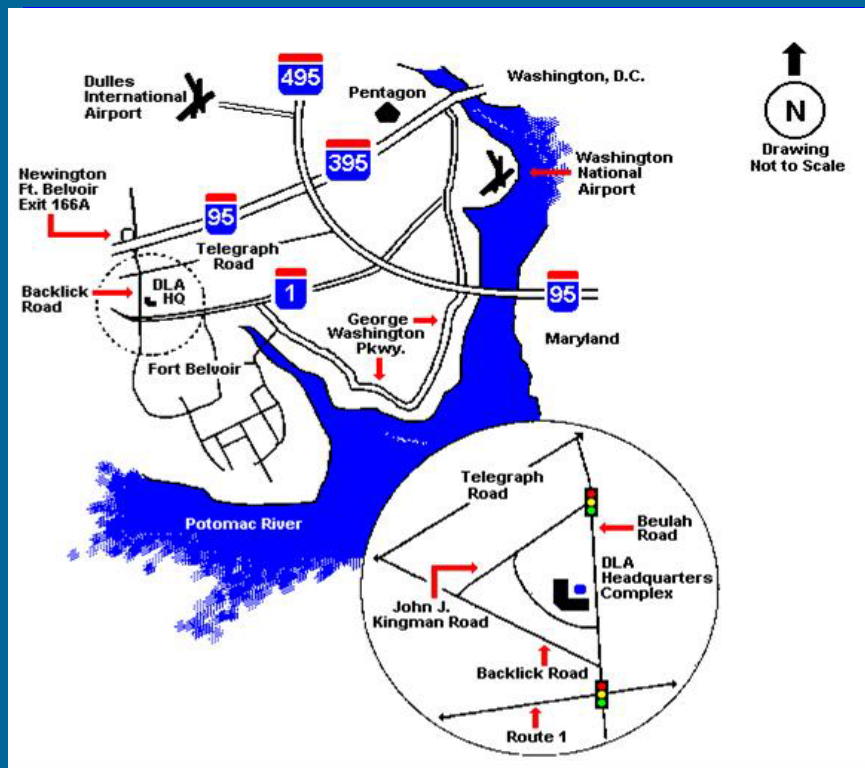 495
Dulles
International
Airport
Pentagon
Washington, D.C.
N
Drawing
Not to Scale
395
Washington
National
Airport
Newington
Ft. Belvoir
Exit 166A
95
Telegraph
Road
Backlick
Road
DLA
HQ
1
95
George
Washington
Pkwy.
Maryland
Fort Belvoir
Potomac River
Telegraph
Road
Beulah
Road
DLA
Headquarters
Complex
John J.
Kingman Road
Backlick Road
Route 1